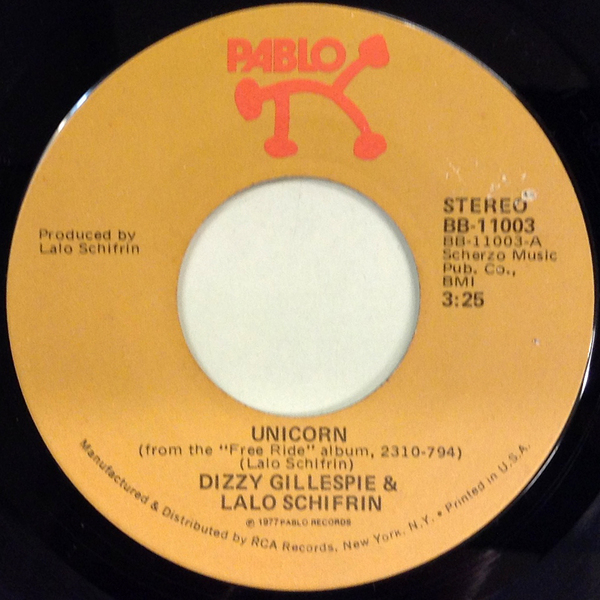 PABLO
Produced by
Lalo Schifrin
STEREO
BB-11003
BB-11003-A
Scherzo Music
Pub. Co.,
BMI
3:25
UNICORN
(from the "Free Ride" album, 2310-794)
(Lalo Schifrin)
DIZZY GILLESPIE &
LALO SCHIFRIN
℗ 1977 PABLO RECORDS
Manufactured & Distributed by RCA Records, New York, N.Y. • Printed in U.S.A.